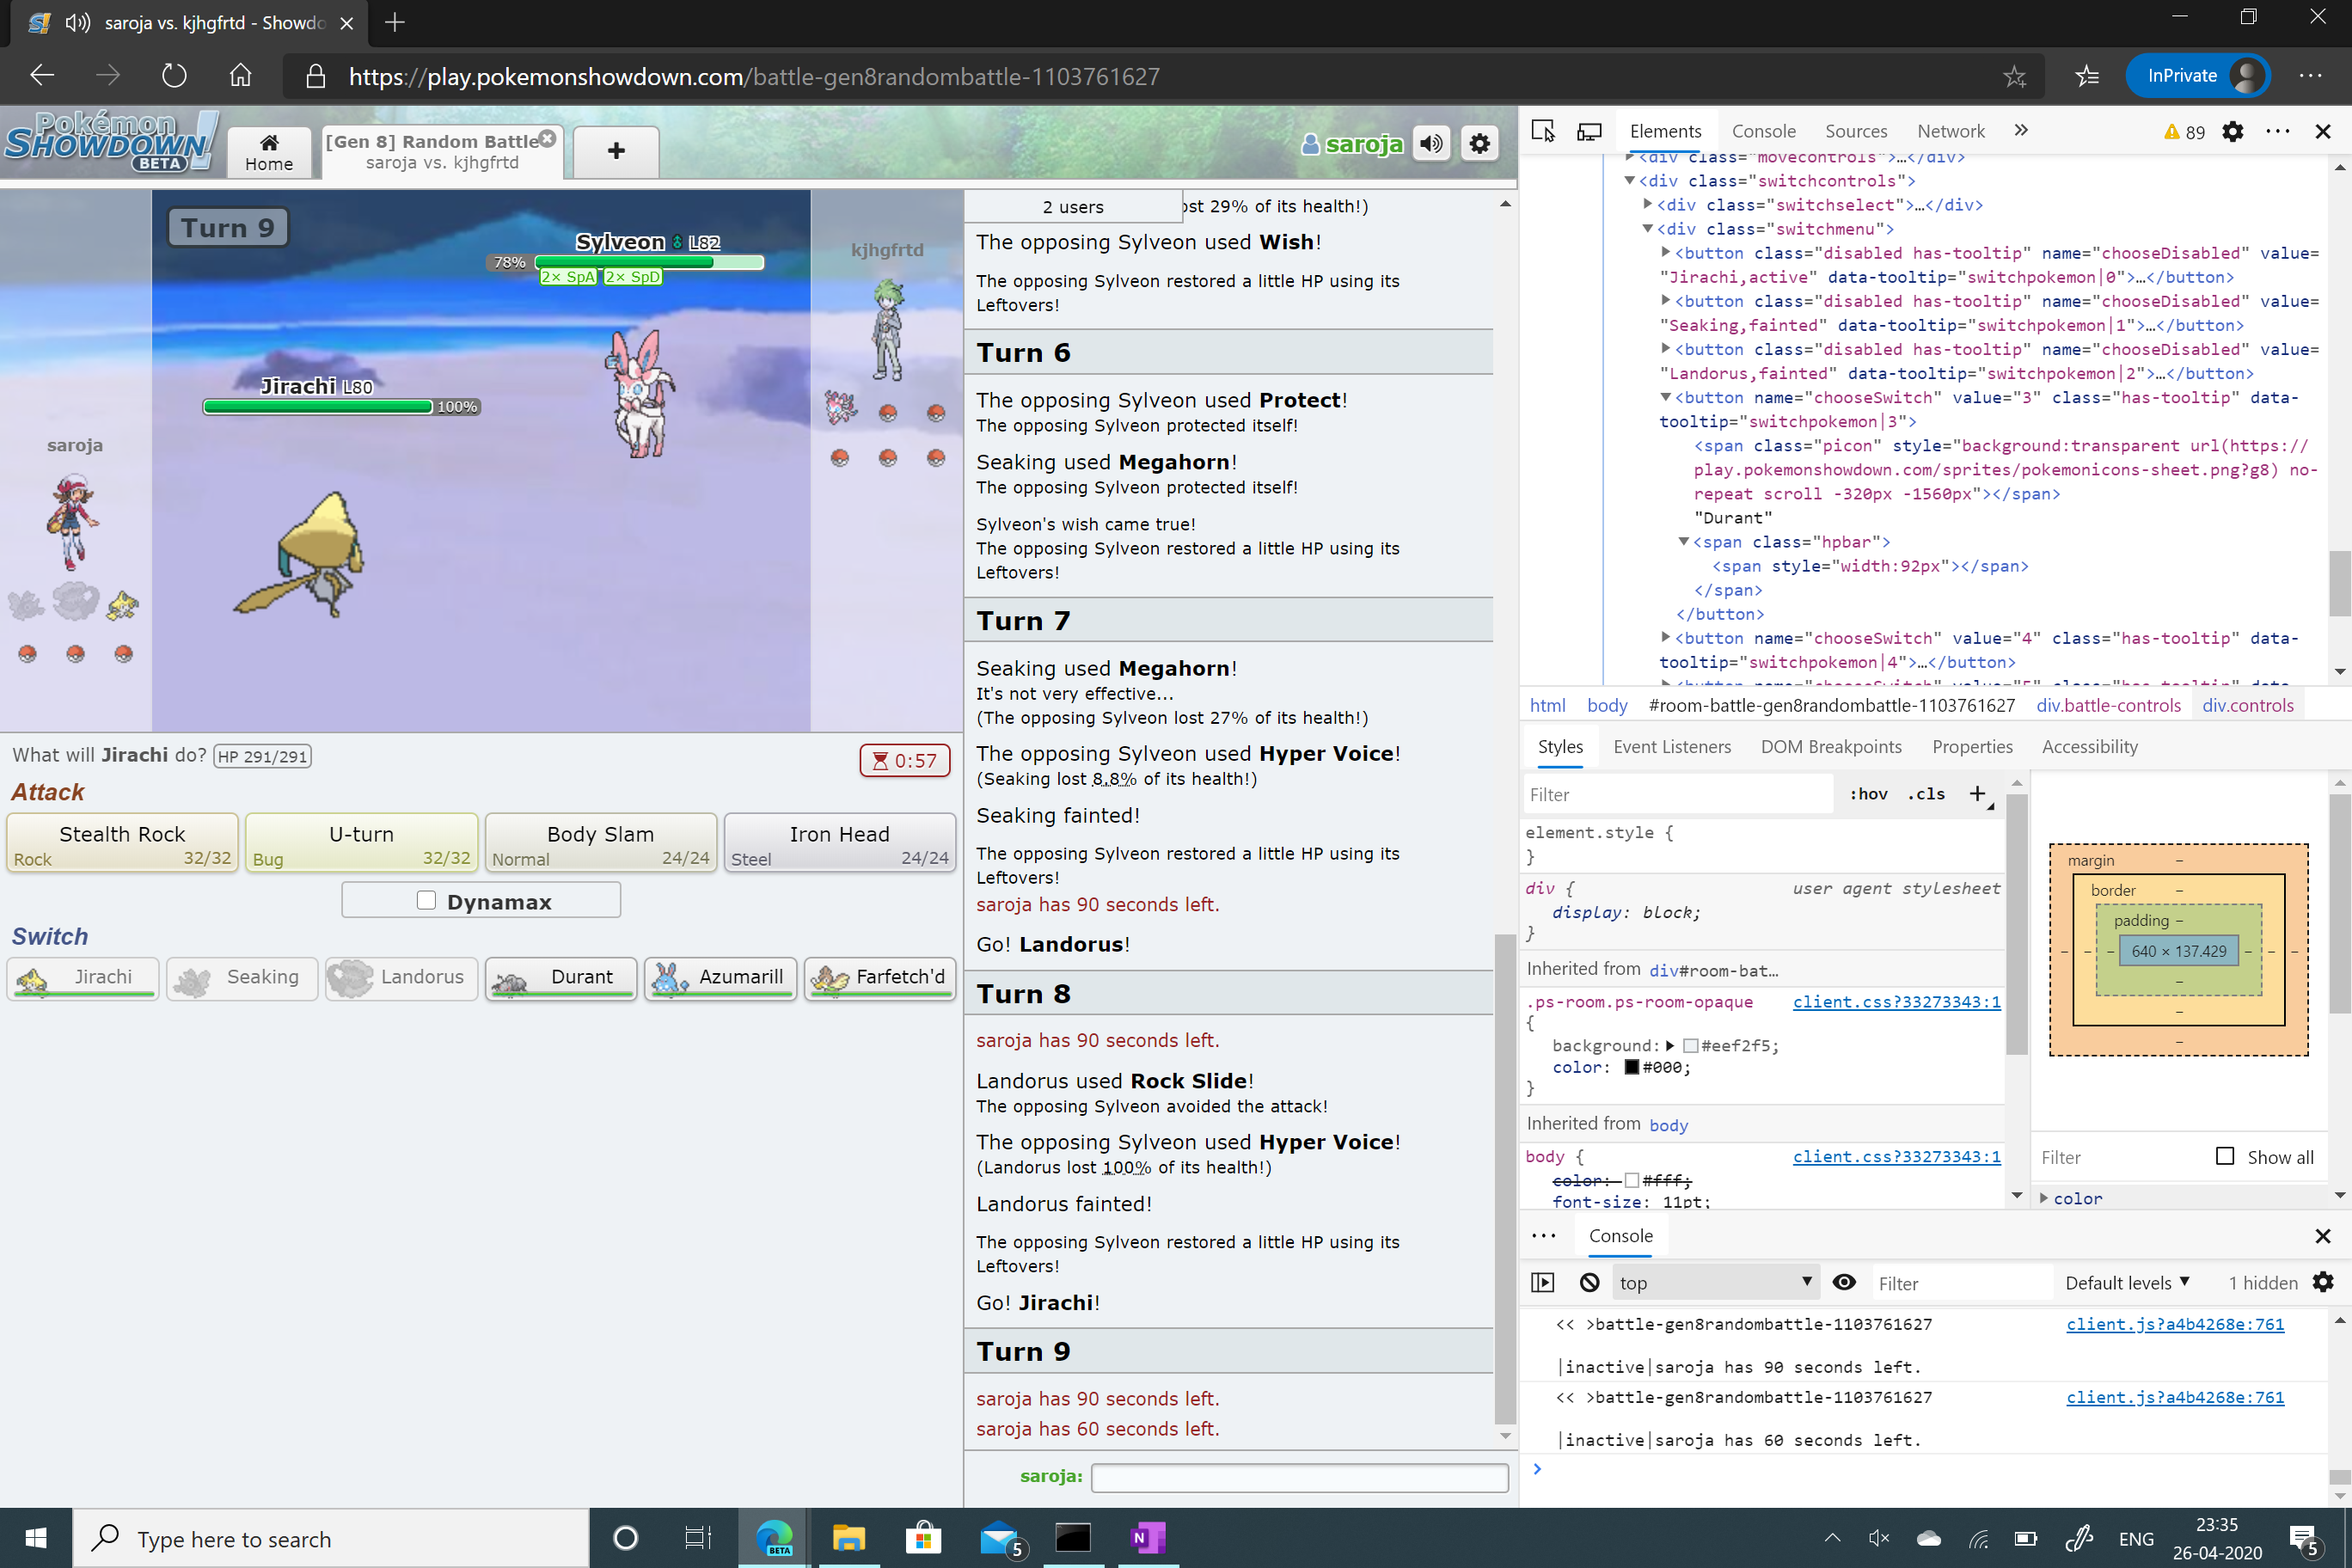 saroja vs. kjhgfrtd - Showdo
https://play.pokemonshowdown.com/battle-gen8randombattle-1103761627
InPrivate
Pokémon
SHOWDOWN!
BETA
Home
[Gen 8] Random Battle
saroja vs. kjhgfrtd
+
saroja
Turn 9
Sylveon L82
78%
2× SpA 2× SpD
Jirachi L80
100%
saroja
kjhgfrtd
What will Jirachi do? HP 291/291
0:57
Attack
Stealth Rock
Rock 32/32
U-turn
Bug 32/32
Body Slam
Normal 24/24
Iron Head
Steel 24/24
Dynamax
Switch
Jirachi
Seaking
Landorus
Durant
Azumarill
Farfetch'd
2 users
ost 29% of its health!)
The opposing Sylveon used Wish!
The opposing Sylveon restored a little HP using its
Leftovers!
Turn 6
The opposing Sylveon used Protect!
The opposing Sylveon protected itself!
Seaking used Megahorn!
The opposing Sylveon protected itself!
Sylveon's wish came true!
The opposing Sylveon restored a little HP using its
Leftovers!
Turn 7
Seaking used Megahorn!
It's not very effective...
(The opposing Sylveon lost 27% of its health!)
The opposing Sylveon used Hyper Voice!
(Seaking lost 8.8% of its health!)
Seaking fainted!
The opposing Sylveon restored a little HP using its
Leftovers!
saroja has 90 seconds left.
Go! Landorus!
Turn 8
saroja has 90 seconds left.
Landorus used Rock Slide!
The opposing Sylveon avoided the attack!
The opposing Sylveon used Hyper Voice!
(Landorus lost 100% of its health!)
Landorus fainted!
The opposing Sylveon restored a little HP using its
Leftovers!
Go! Jirachi!
Turn 9
saroja has 90 seconds left.
saroja has 60 seconds left.
saroja:
Elements Console Sources Network » 89
<div class="movecontrols">…</div>
<div class="switchcontrols">
<div class="switchselect">…</div>
<div class="switchmenu">
<button class="disabled has-tooltip" name="chooseDisabled" value=
"Jirachi,active" data-tooltip="switchpokemon|0">…</button>
<button class="disabled has-tooltip" name="chooseDisabled" value=
"Seaking,fainted" data-tooltip="switchpokemon|1">…</button>
<button class="disabled has-tooltip" name="chooseDisabled" value=
"Landorus,fainted" data-tooltip="switchpokemon|2">…</button>
<button name="chooseSwitch" value="3" class="has-tooltip" data-
tooltip="switchpokemon|3">
<span class="picon" style="background:transparent url(https://
play.pokemonshowdown.com/sprites/pokemonicons-sheet.png?g8) no-
repeat scroll -320px -1560px"></span>
"Durant"
<span class="hpbar">
<span style="width:92px"></span>
</span>
</button>
<button name="chooseSwitch" value="4" class="has-tooltip" data-
tooltip="switchpokemon|4">…</button>
<button name="chooseSwitch" value="5" class="has-tooltip" data-
html body #room-battle-gen8randombattle-1103761627 div.battle-controls div.controls
Styles Event Listeners DOM Breakpoints Properties Accessibility
Filter :hov .cls +
element.style {
}
div { user agent stylesheet
display: block;
}
Inherited from div#room-bat…
.ps-room.ps-room-opaque client.css?33273343:1
{
background: #eef2f5;
color: #000;
}
Inherited from body
body { client.css?33273343:1
color: #fff;
font-size: 11pt;
margin –
border –
padding –
640 × 137.429
Filter Show all
color
Console
top Filter Default levels 1 hidden
<< >battle-gen8randombattle-1103761627 client.js?a4b4268e:761
|inactive|saroja has 90 seconds left.
<< >battle-gen8randombattle-1103761627 client.js?a4b4268e:761
|inactive|saroja has 60 seconds left.
Type here to search
BETA
5
N
ENG
23:35
26-04-2020
5